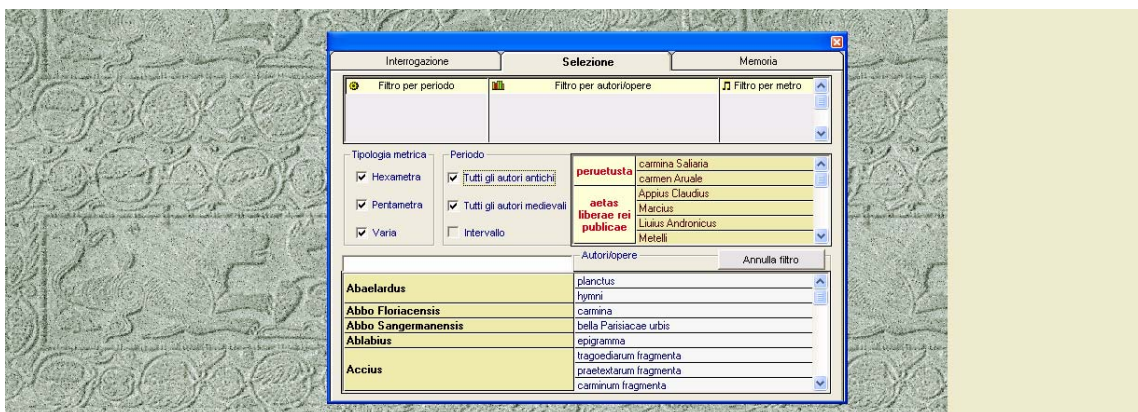 Interrogazione Selezione Memoria
Filtro per periodo Filtro per autori/opere Filtro per metro
Tipologia metrica Periodo
Hexametra Tutti gli autori antichi
Pentametra Tutti gli autori medievali
Varia Intervallo
peruetusta carmina Saliaria
carmen Aruale
aetas liberae rei publicae Appius Claudius
Marcius
Liuius Andronicus
Metelli
Autori/opere Annulla filtro
Abaelardus planctus
hymni
Abbo Floriacensis carmina
Abbo Sangermanensis bella Parisiacae urbis
Ablabius epigramma
Accius tragoediarum fragmenta
praetextarum fragmenta
carminum fragmenta